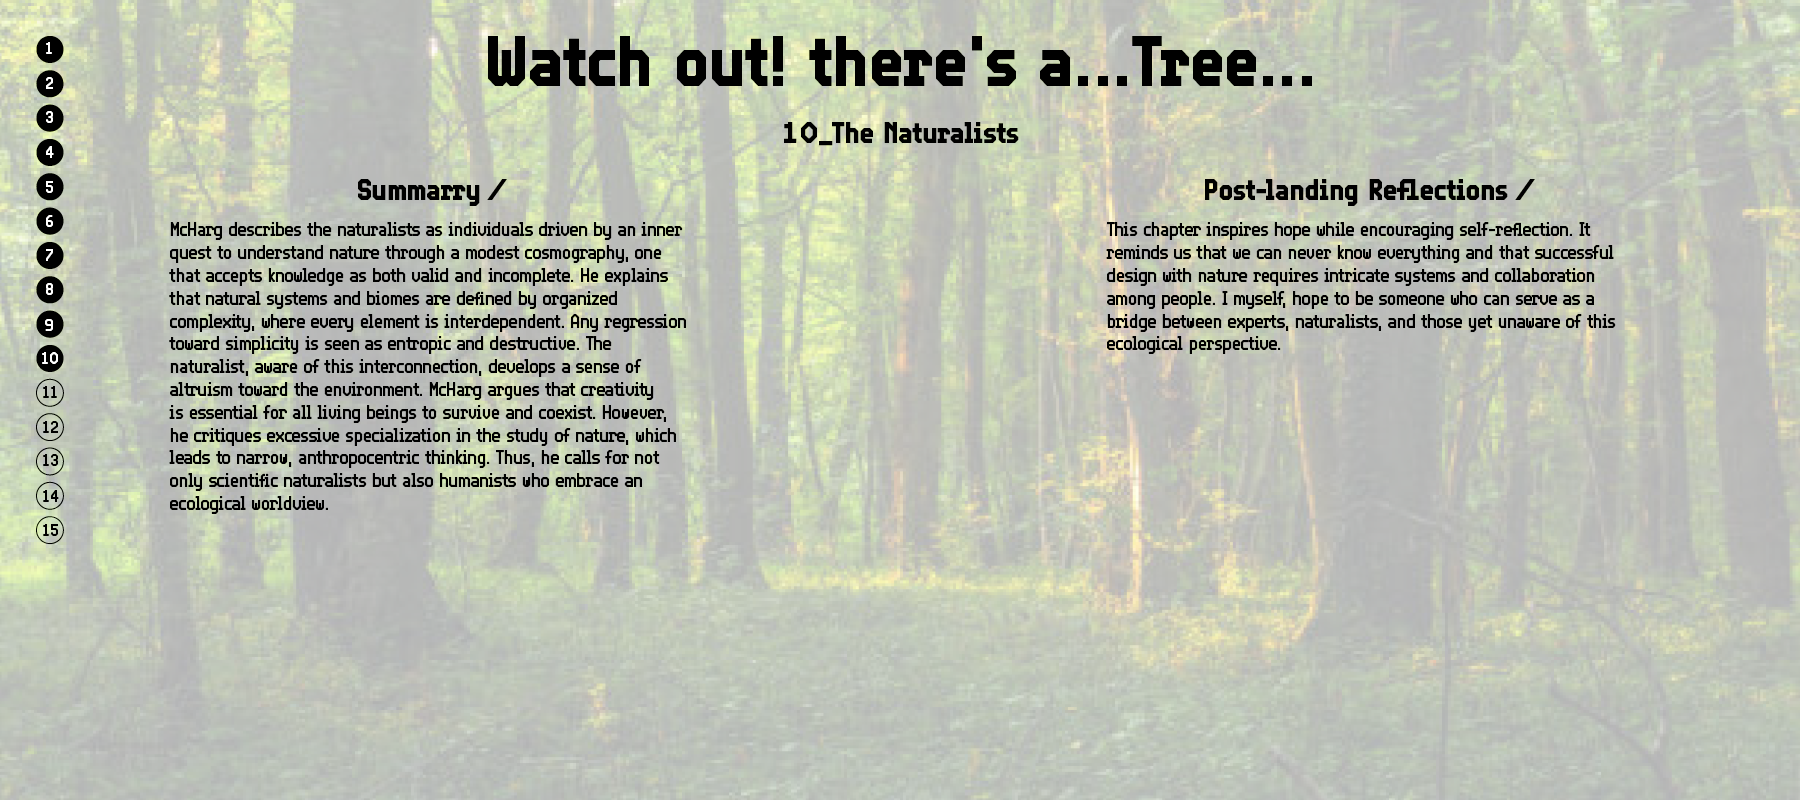 Watch out! there's a...Tree...
10_The Naturalists
1
2
3
4
5
6
7
8
9
10
11
12
13
14
15
Summarry /
McHarg describes the naturalists as individuals driven by an inner
quest to understand nature through a modest cosmography, one
that accepts knowledge as both valid and incomplete. He explains
that natural systems and biomes are defined by organized
complexity, where every element is interdependent. Any regression
toward simplicity is seen as entropic and destructive. The
naturalist, aware of this interconnection, develops a sense of
altruism toward the environment. McHarg argues that creativity
is essential for all living beings to survive and coexist. However,
he critiques excessive specialization in the study of nature, which
leads to narrow, anthropocentric thinking. Thus, he calls for not
only scientific naturalists but also humanists who embrace an
ecological worldview.
Post-landing Reflections /
This chapter inspires hope while encouraging self-reflection. It
reminds us that we can never know everything and that successful
design with nature requires intricate systems and collaboration
among people. I myself, hope to be someone who can serve as a
bridge between experts, naturalists, and those yet unaware of this
ecological perspective.